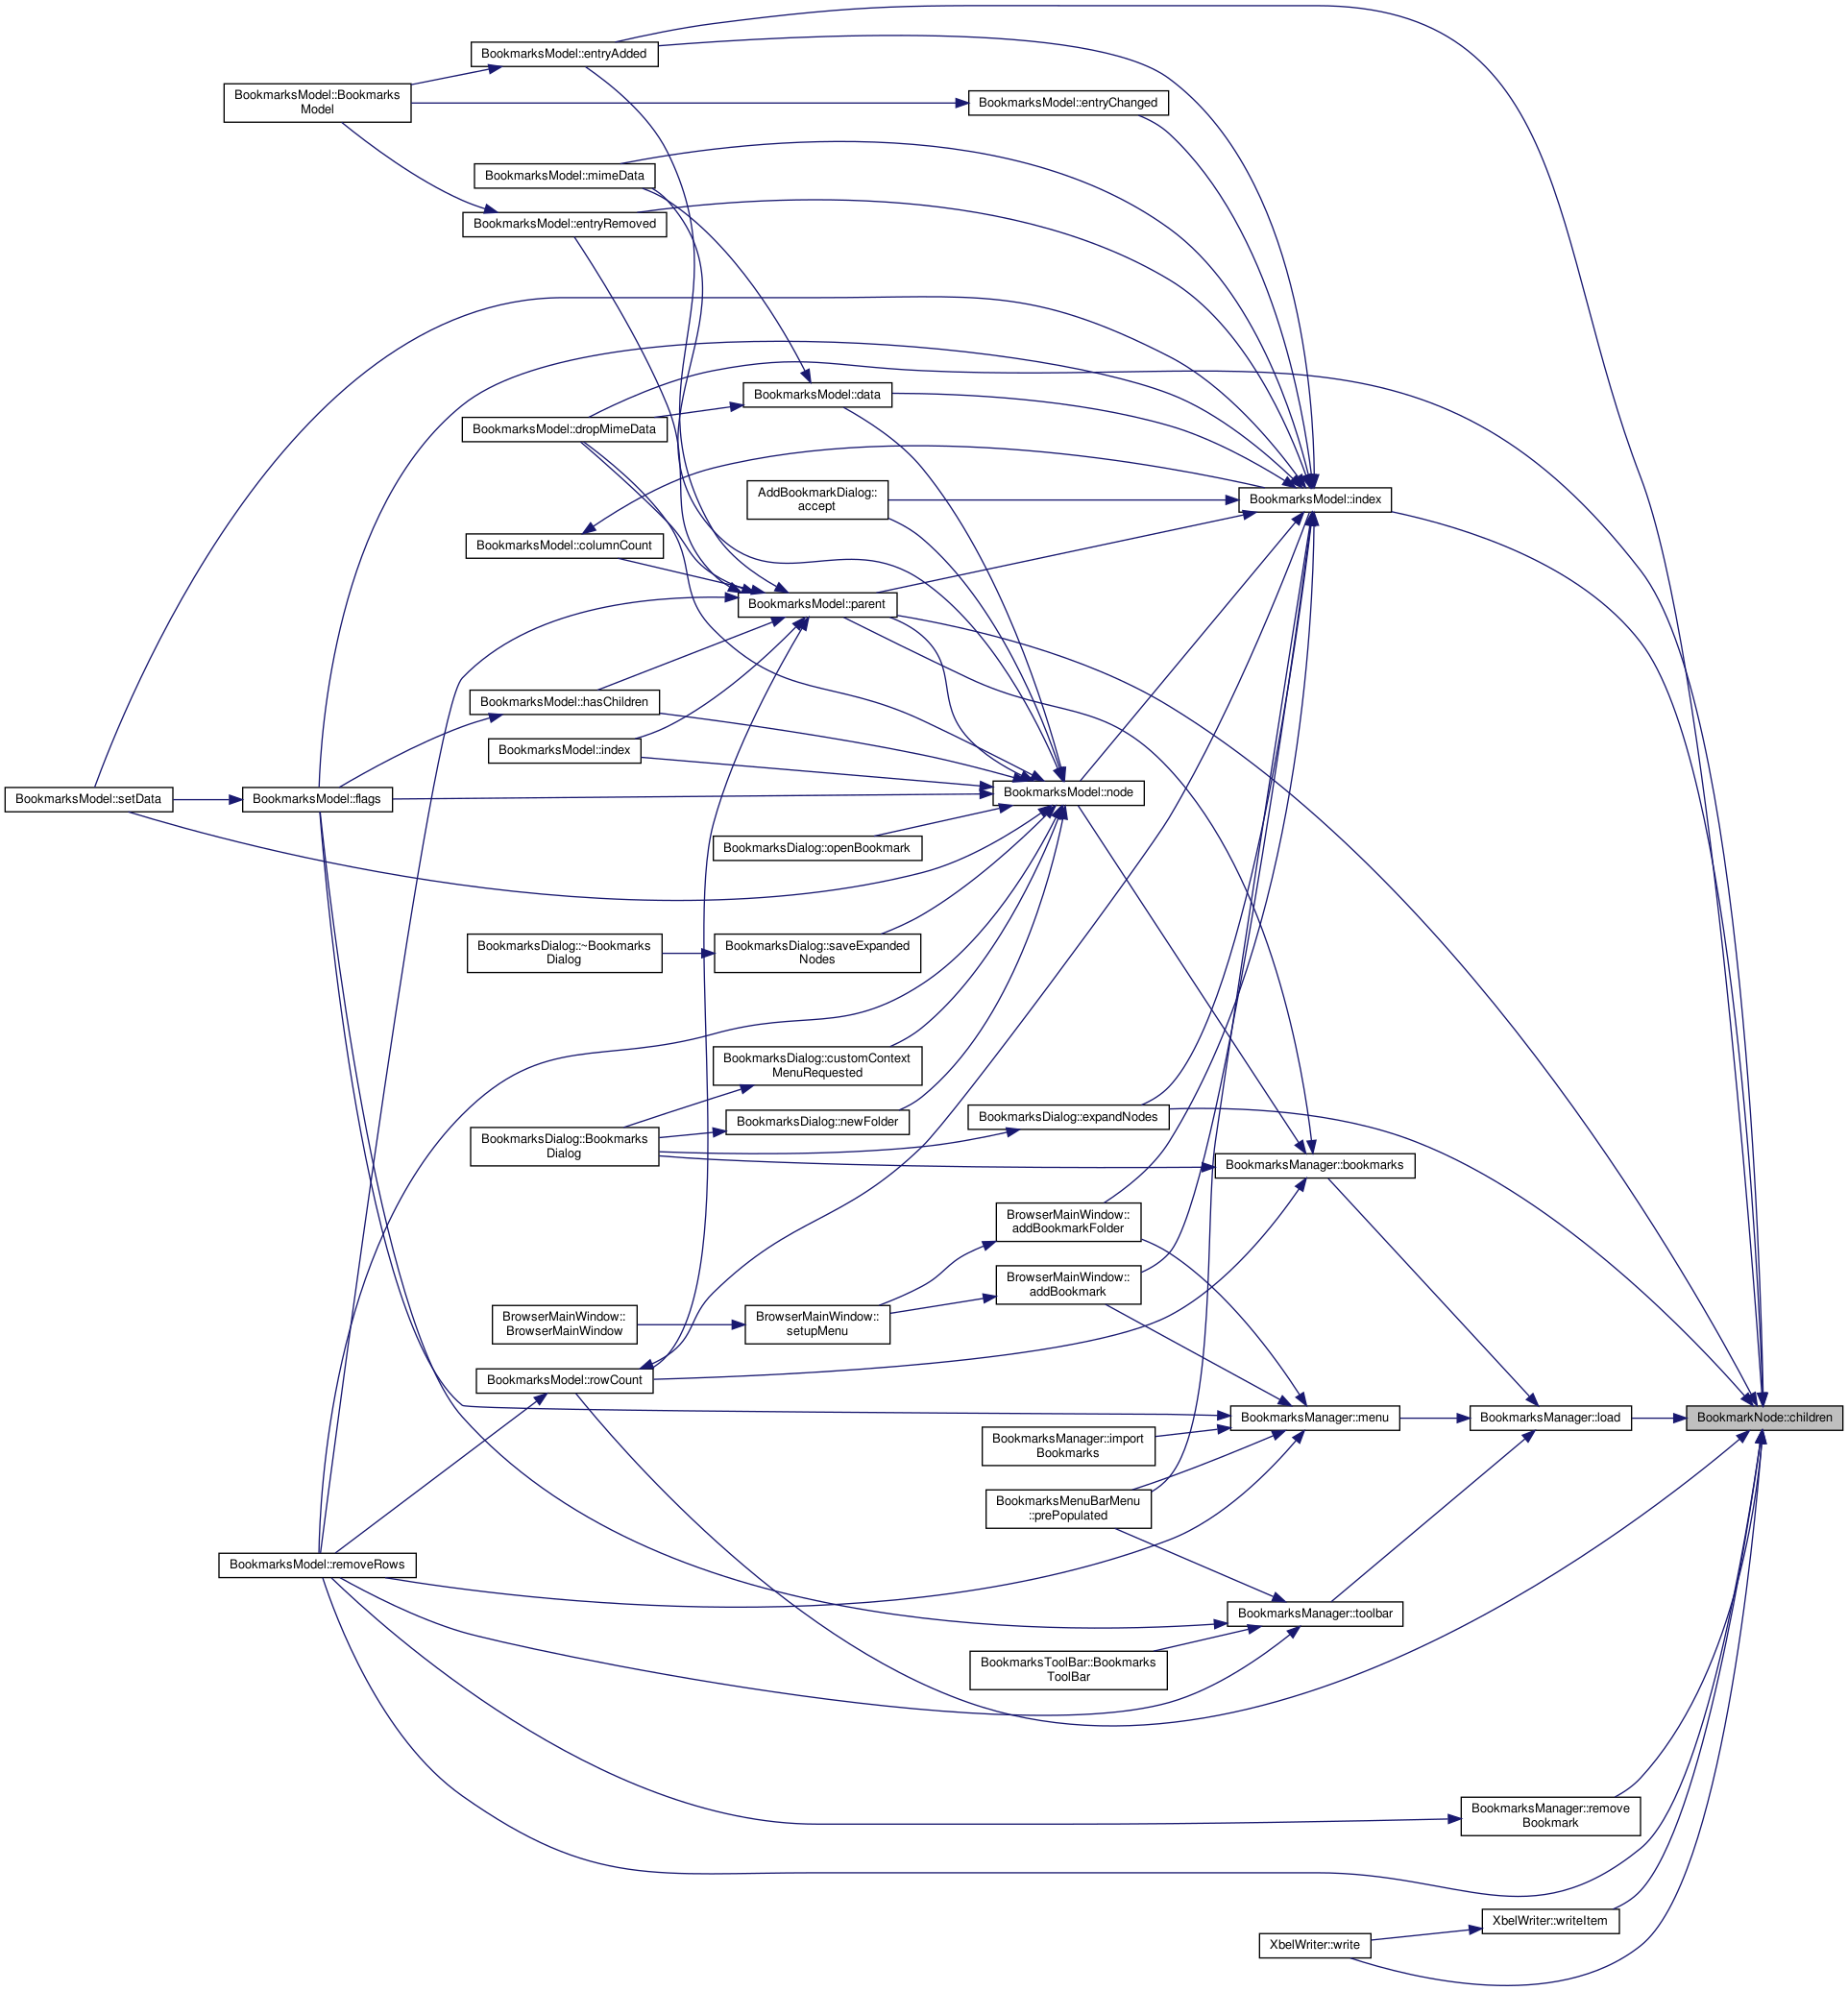 BookmarksModel::entryAdded
BookmarksModel::Bookmarks
Model
BookmarksModel::entryChanged
BookmarksModel::mimeData
BookmarksModel::entryRemoved
BookmarksModel::data
BookmarksModel::dropMimeData
AddBookmarkDialog::
accept
BookmarksModel::index
BookmarksModel::columnCount
BookmarksModel::parent
BookmarksModel::hasChildren
BookmarksModel::index
BookmarksModel::setData
BookmarksModel::flags
BookmarksModel::node
BookmarksDialog::openBookmark
BookmarksDialog::~Bookmarks
Dialog
BookmarksDialog::saveExpanded
Nodes
BookmarksDialog::customContext
MenuRequested
BookmarksDialog::newFolder
BookmarksDialog::expandNodes
BookmarksDialog::Bookmarks
Dialog
BookmarksManager::bookmarks
BrowserMainWindow::
addBookmarkFolder
BrowserMainWindow::
addBookmark
BrowserMainWindow::
BrowserMainWindow
BrowserMainWindow::
setupMenu
BookmarksModel::rowCount
BookmarksManager::menu
BookmarksManager::load
BookmarkNode::children
BookmarksManager::import
Bookmarks
BookmarksMenuBarMenu
::prePopulated
BookmarksModel::removeRows
BookmarksManager::toolbar
BookmarksToolBar::Bookmarks
ToolBar
BookmarksManager::remove
Bookmark
XbelWriter::writeItem
XbelWriter::write